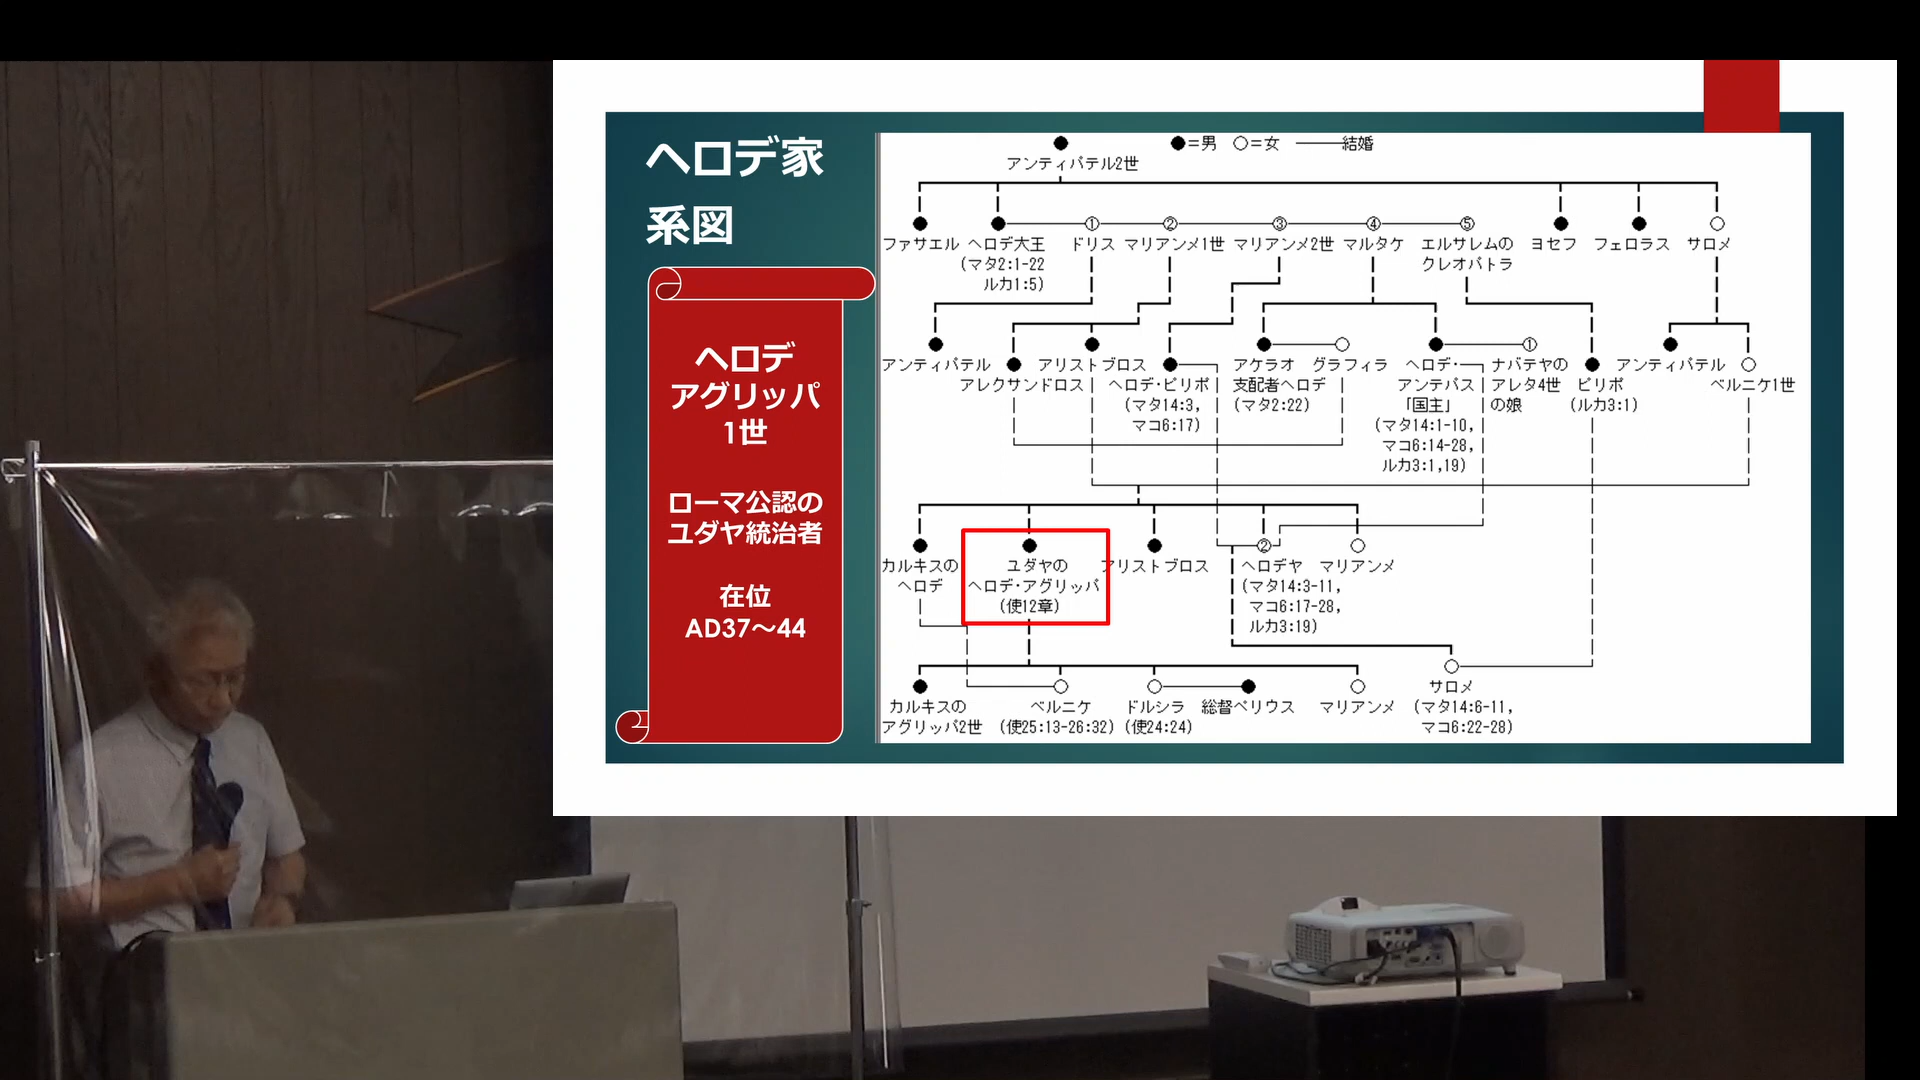 ヘロデ家
系図
ヘロデ
アグリッパ
1世
ローマ公認の
ユダヤ統治者
在位
AD37～44
●=男 ○=女 ――結婚
アンティパテル2世
① ② ③ ④ ⑤
ファサエル ヘロデ大王 ドリス マリアンメ1世 マリアンメ2世 マルタケ エルサレムの ヨセフ フェロラス サロメ
(マタ2:1-22 クレオパトラ
ルカ1:5)
①
アンティパテル アリストブロス アケラオ グラフィラ ヘロデ・ ナバテヤの アンティパテル
アレクサンドロス ヘロデ・ピリポ 支配者ヘロデ アンテパス アレタ4世 ピリポ ベルニケ1世
(マタ14:3, (マタ2:22) 「国主」 の娘 (ルカ3:1)
マコ6:17) (マタ14:1-10,
マコ6:14-28,
ルカ3:1,19)
②
カルキスの ユダヤの アリストブロス ヘロデヤ マリアンメ
ヘロデ ヘロデ・アグリッパ (マタ14:3-11,
(使12章) マコ6:17-28,
ルカ3:19)
カルキスの ベルニケ ドルシラ 総督ペリウス マリアンメ サロメ
アグリッパ2世 (使25:13-26:32) (使24:24) (マタ14:6-11,
マコ6:22-28)